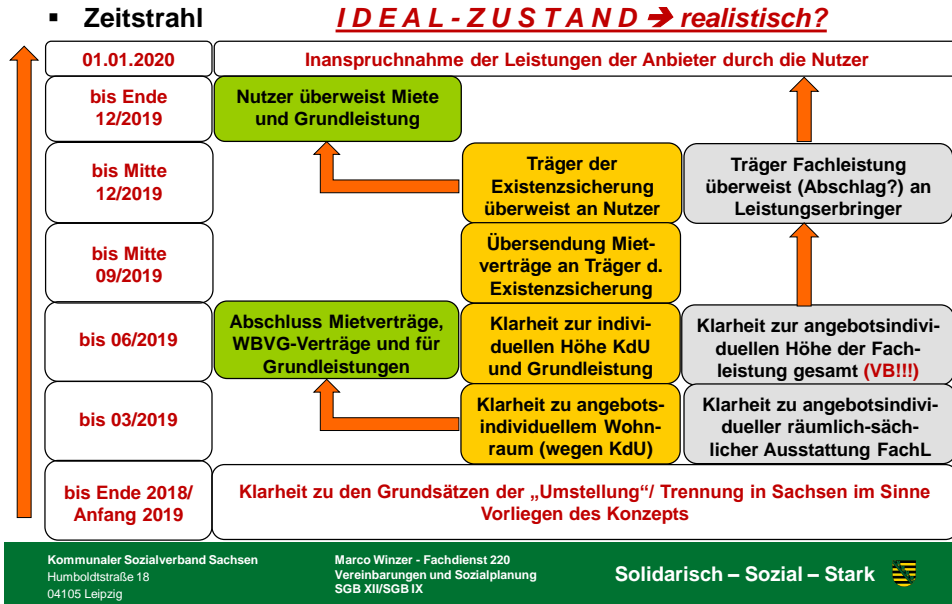 ▪ Zeitstrahl
I D E A L - Z U S T A N D ➔ realistisch?
01.01.2020
Inanspruchnahme der Leistungen der Anbieter durch die Nutzer
bis Ende
12/2019
Nutzer überweist Miete
und Grundleistung
bis Mitte
12/2019
Träger der
Existenzsicherung
überweist an Nutzer
Träger Fachleistung
überweist (Abschlag?) an
Leistungserbringer
bis Mitte
09/2019
Übersendung Miet-
verträge an Träger d.
Existenzsicherung
bis 06/2019
Abschluss Mietverträge,
WBVG-Verträge und für
Grundleistungen
Klarheit zur indivi-
duellen Höhe KdU
und Grundleistung
Klarheit zur angebotsindivi-
duellen Höhe der Fach-
leistung gesamt (VB!!!)
bis 03/2019
Klarheit zu angebots-
individuellem Wohn-
raum (wegen KdU)
Klarheit zu angebotsindivi-
dueller räumlich-säch-
licher Ausstattung FachL
bis Ende 2018/
Anfang 2019
Klarheit zu den Grundsätzen der „Umstellung“/ Trennung in Sachsen im Sinne
Vorliegen des Konzepts
Kommunaler Sozialverband Sachsen
Humboldtstraße 18
04105 Leipzig
Marco Winzer - Fachdienst 220
Vereinbarungen und Sozialplanung
SGB XII/SGB IX
Solidarisch – Sozial – Stark